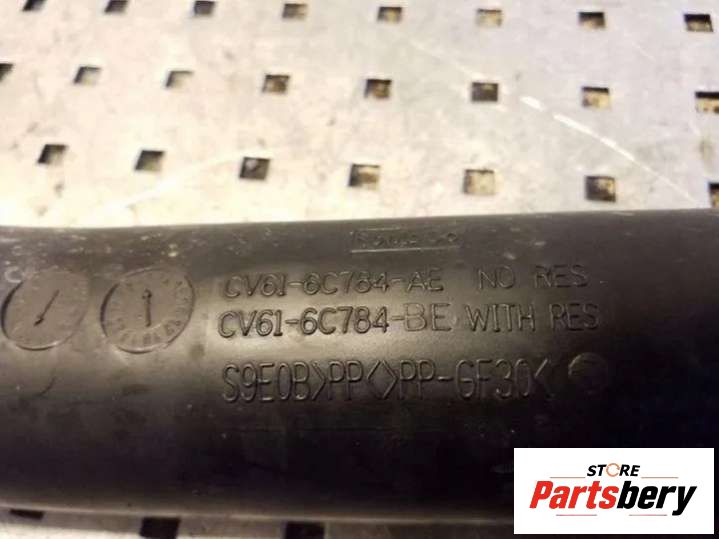 CV61-6C784-AE NO RES
CV61-6C784-BE WITH RES
S9E0B>PP<>PP-GF30<
STORE
Partsbery